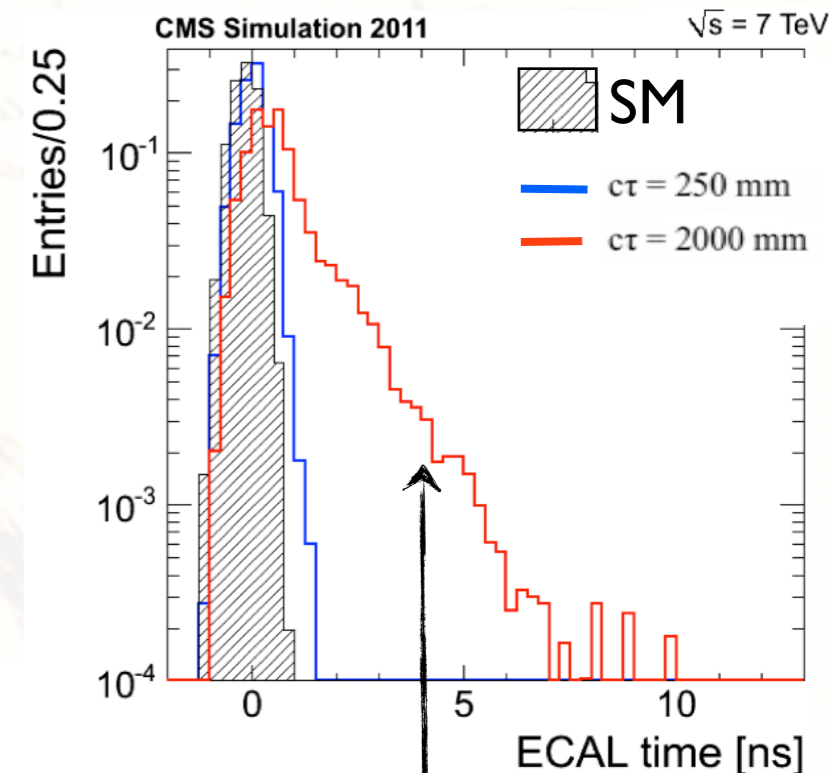 CMS Simulation 2011
√s = 7 TeV
Entries/0.25
SM
cτ = 250 mm
cτ = 2000 mm
10⁻¹
10⁻²
10⁻³
10⁻⁴
0 5 10
ECAL time [ns]